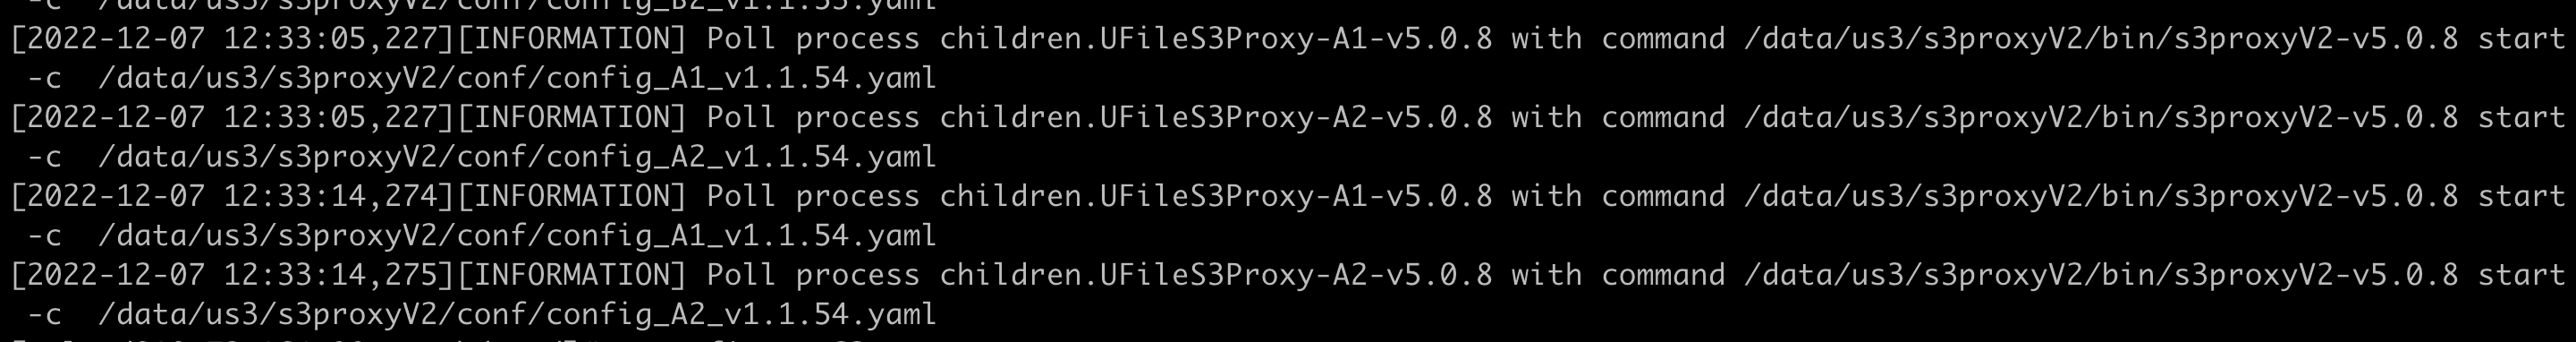 -c  /data/us3/s3proxyV2/conf/config_B2_v1.1.53.yaml
[2022-12-07 12:33:05,227][INFORMATION] Poll process children.UFileS3Proxy-A1-v5.0.8 with command /data/us3/s3proxyV2/bin/s3proxyV2-v5.0.8 start
-c  /data/us3/s3proxyV2/conf/config_A1_v1.1.54.yaml
[2022-12-07 12:33:05,227][INFORMATION] Poll process children.UFileS3Proxy-A2-v5.0.8 with command /data/us3/s3proxyV2/bin/s3proxyV2-v5.0.8 start
-c  /data/us3/s3proxyV2/conf/config_A2_v1.1.54.yaml
[2022-12-07 12:33:14,274][INFORMATION] Poll process children.UFileS3Proxy-A1-v5.0.8 with command /data/us3/s3proxyV2/bin/s3proxyV2-v5.0.8 start
-c  /data/us3/s3proxyV2/conf/config_A1_v1.1.54.yaml
[2022-12-07 12:33:14,275][INFORMATION] Poll process children.UFileS3Proxy-A2-v5.0.8 with command /data/us3/s3proxyV2/bin/s3proxyV2-v5.0.8 start
-c  /data/us3/s3proxyV2/conf/config_A2_v1.1.54.yaml